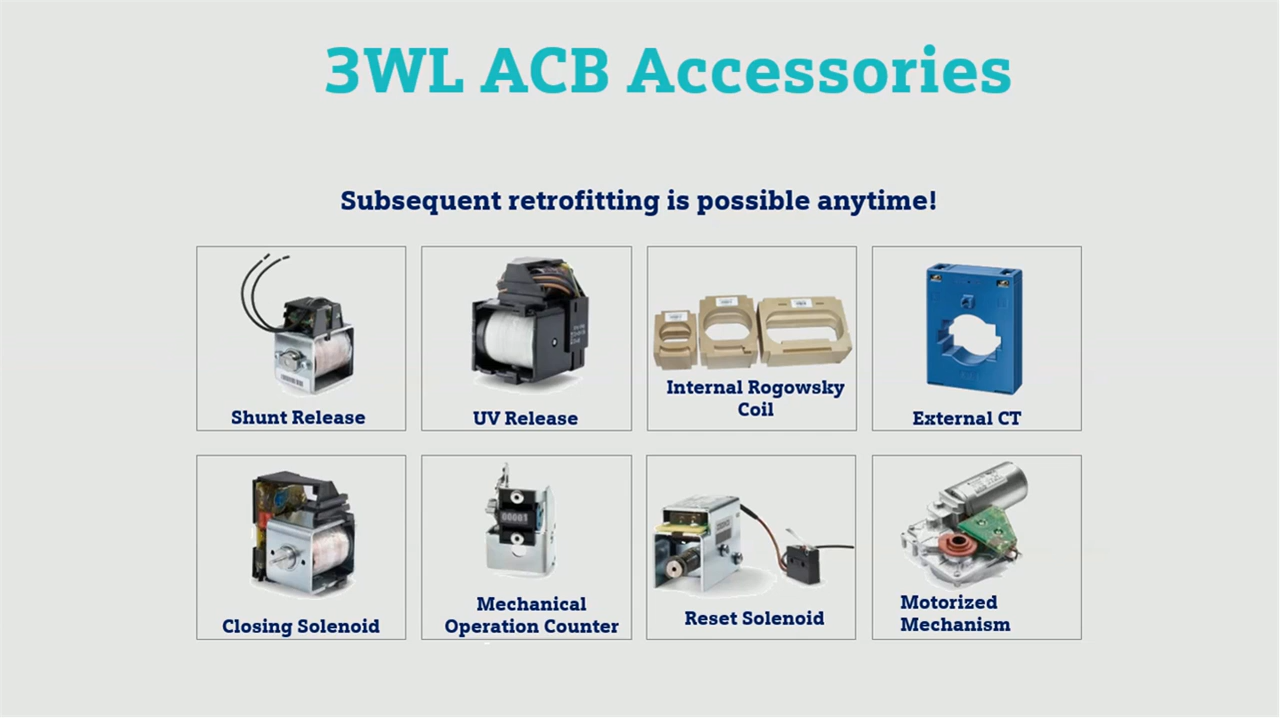 3WL ACB Accessories
Subsequent retrofitting is possible anytime!
Shunt Release
UV Release
Internal Rogowsky
Coil
External CT
Closing Solenoid
00001
Mechanical
Operation Counter
Reset Solenoid
Motorized
Mechanism